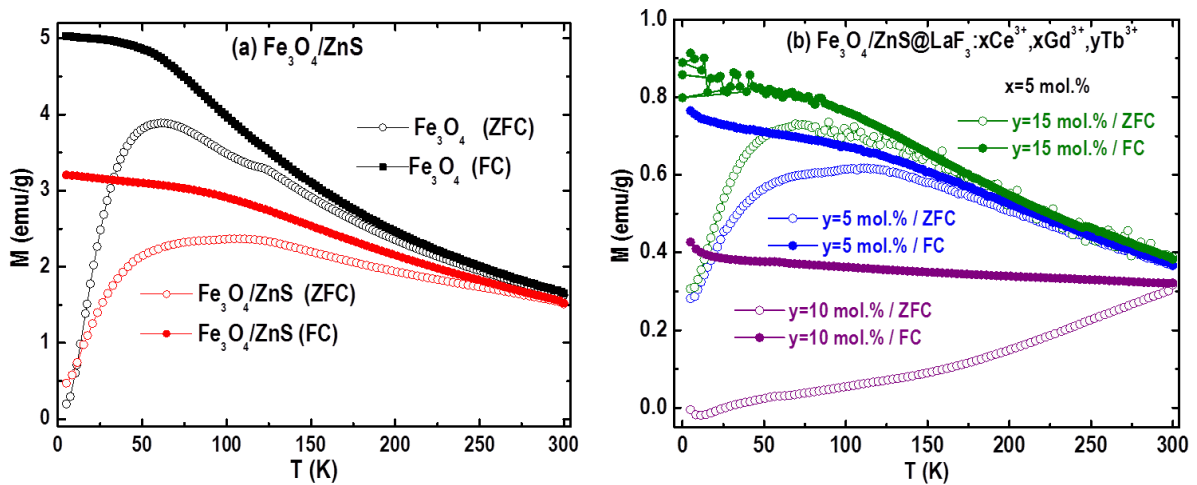 (a) Fe₃O₄/ZnS
Fe₃O₄ (ZFC)
Fe₃O₄ (FC)
Fe₃O₄/ZnS (ZFC)
Fe₃O₄/ZnS (FC)
M (emu/g)
5
4
3
2
1
0
0 50 100 150 200 250 300
T (K)
(b) Fe₃O₄/ZnS@LaF₃:xCe³⁺,xGd³⁺,yTb³⁺
x=5 mol.%
y=15 mol.% / ZFC
y=15 mol.% / FC
y=5 mol.% / ZFC
y=5 mol.% / FC
y=10 mol.% / ZFC
y=10 mol.% / FC
M (emu/g)
1.0
0.8
0.6
0.4
0.2
0.0
0 50 100 150 200 250 300
T (K)